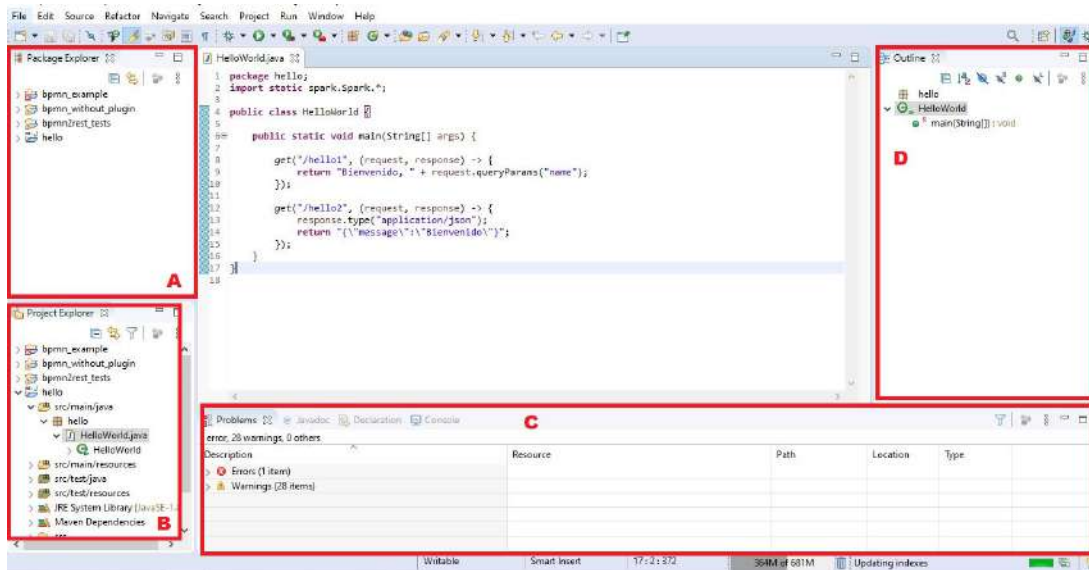 File Edit Source Refactor Navigate Search Project Run Window Help
Package Explorer
bpmn_example
bpmn_without_plugin
bpmn2rest_tests
hello
A
HelloWorld.java
1 package hello;
2 import static spark.Spark.*;
3
4 public class HelloWorld {
5
6 public static void main(String[] args) {
7
8 get("/hello1", (request, response) -> {
9 return "Bienvenido, " + request.queryParams("name");
10 });
11
12 get("/hello2", (request, response) -> {
13 response.type("application/json");
14 return "{\"message\":\"Bienvenido\"}";
15 });
16 }
17 }
18
Outline
hello
HelloWorld
main(String[]) : void
D
Project Explorer
bpmn_example
bpmn_without_plugin
bpmn2rest_tests
hello
src/main/java
hello
HelloWorld.java
HelloWorld
src/main/resources
src/test/java
src/test/resources
JRE System Library [JavaSE-1.
Maven Dependencies
src
B
Problems Javadoc Declaration Console
C
error, 28 warnings, 0 others
Description Resource Path Location Type
Errors (1 item)
Warnings (28 items)
Writable Smart Insert 17 : 2 : 372 364M of 681M Updating indexes